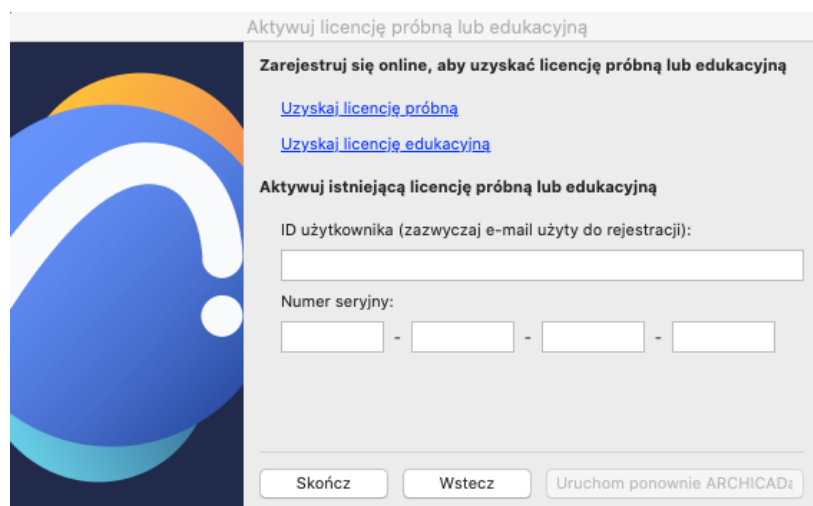 Aktywuj licencję próbną lub edukacyjną
Zarejestruj się online, aby uzyskać licencję próbną lub edukacyjną
Uzyskaj licencję próbną
Uzyskaj licencję edukacyjną
Aktywuj istniejącą licencję próbną lub edukacyjną
ID użytkownika (zazwyczaj e-mail użyty do rejestracji):
Numer seryjny:
- - -
Skończ Wstecz Uruchom ponownie ARCHICADa